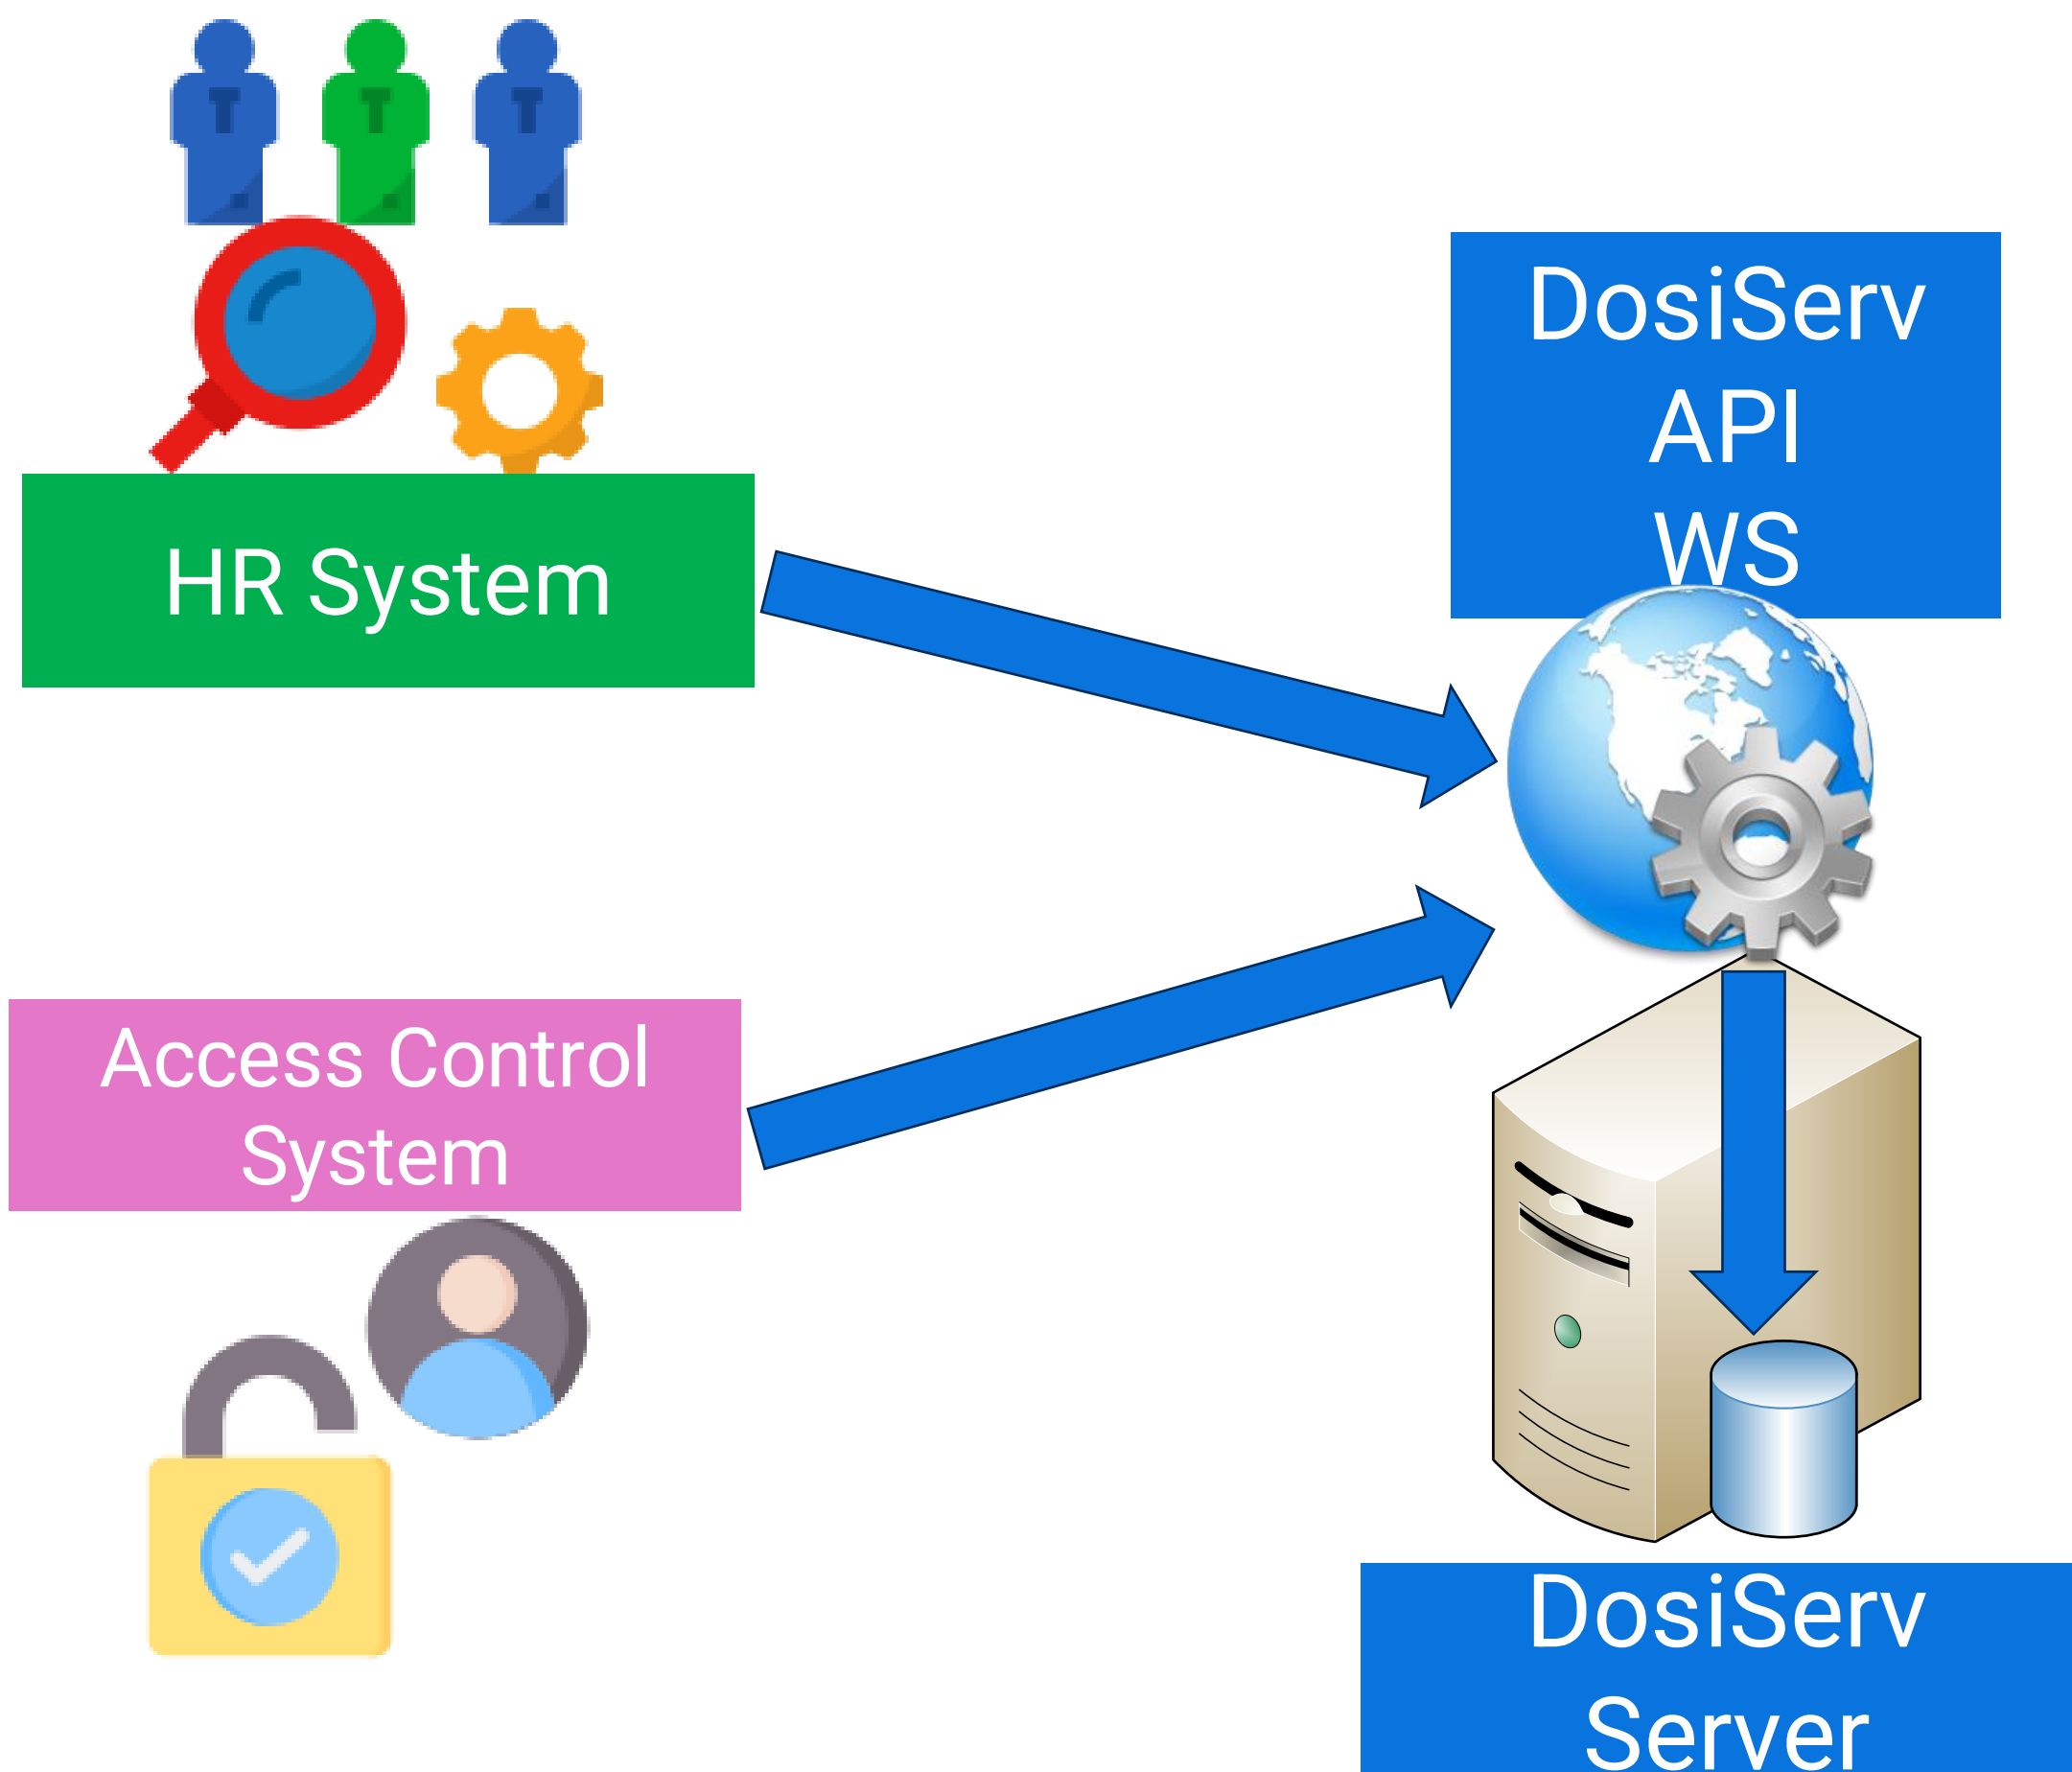 HR System
DosiServ
API
WS
Access Control
System
DosiServ
Server